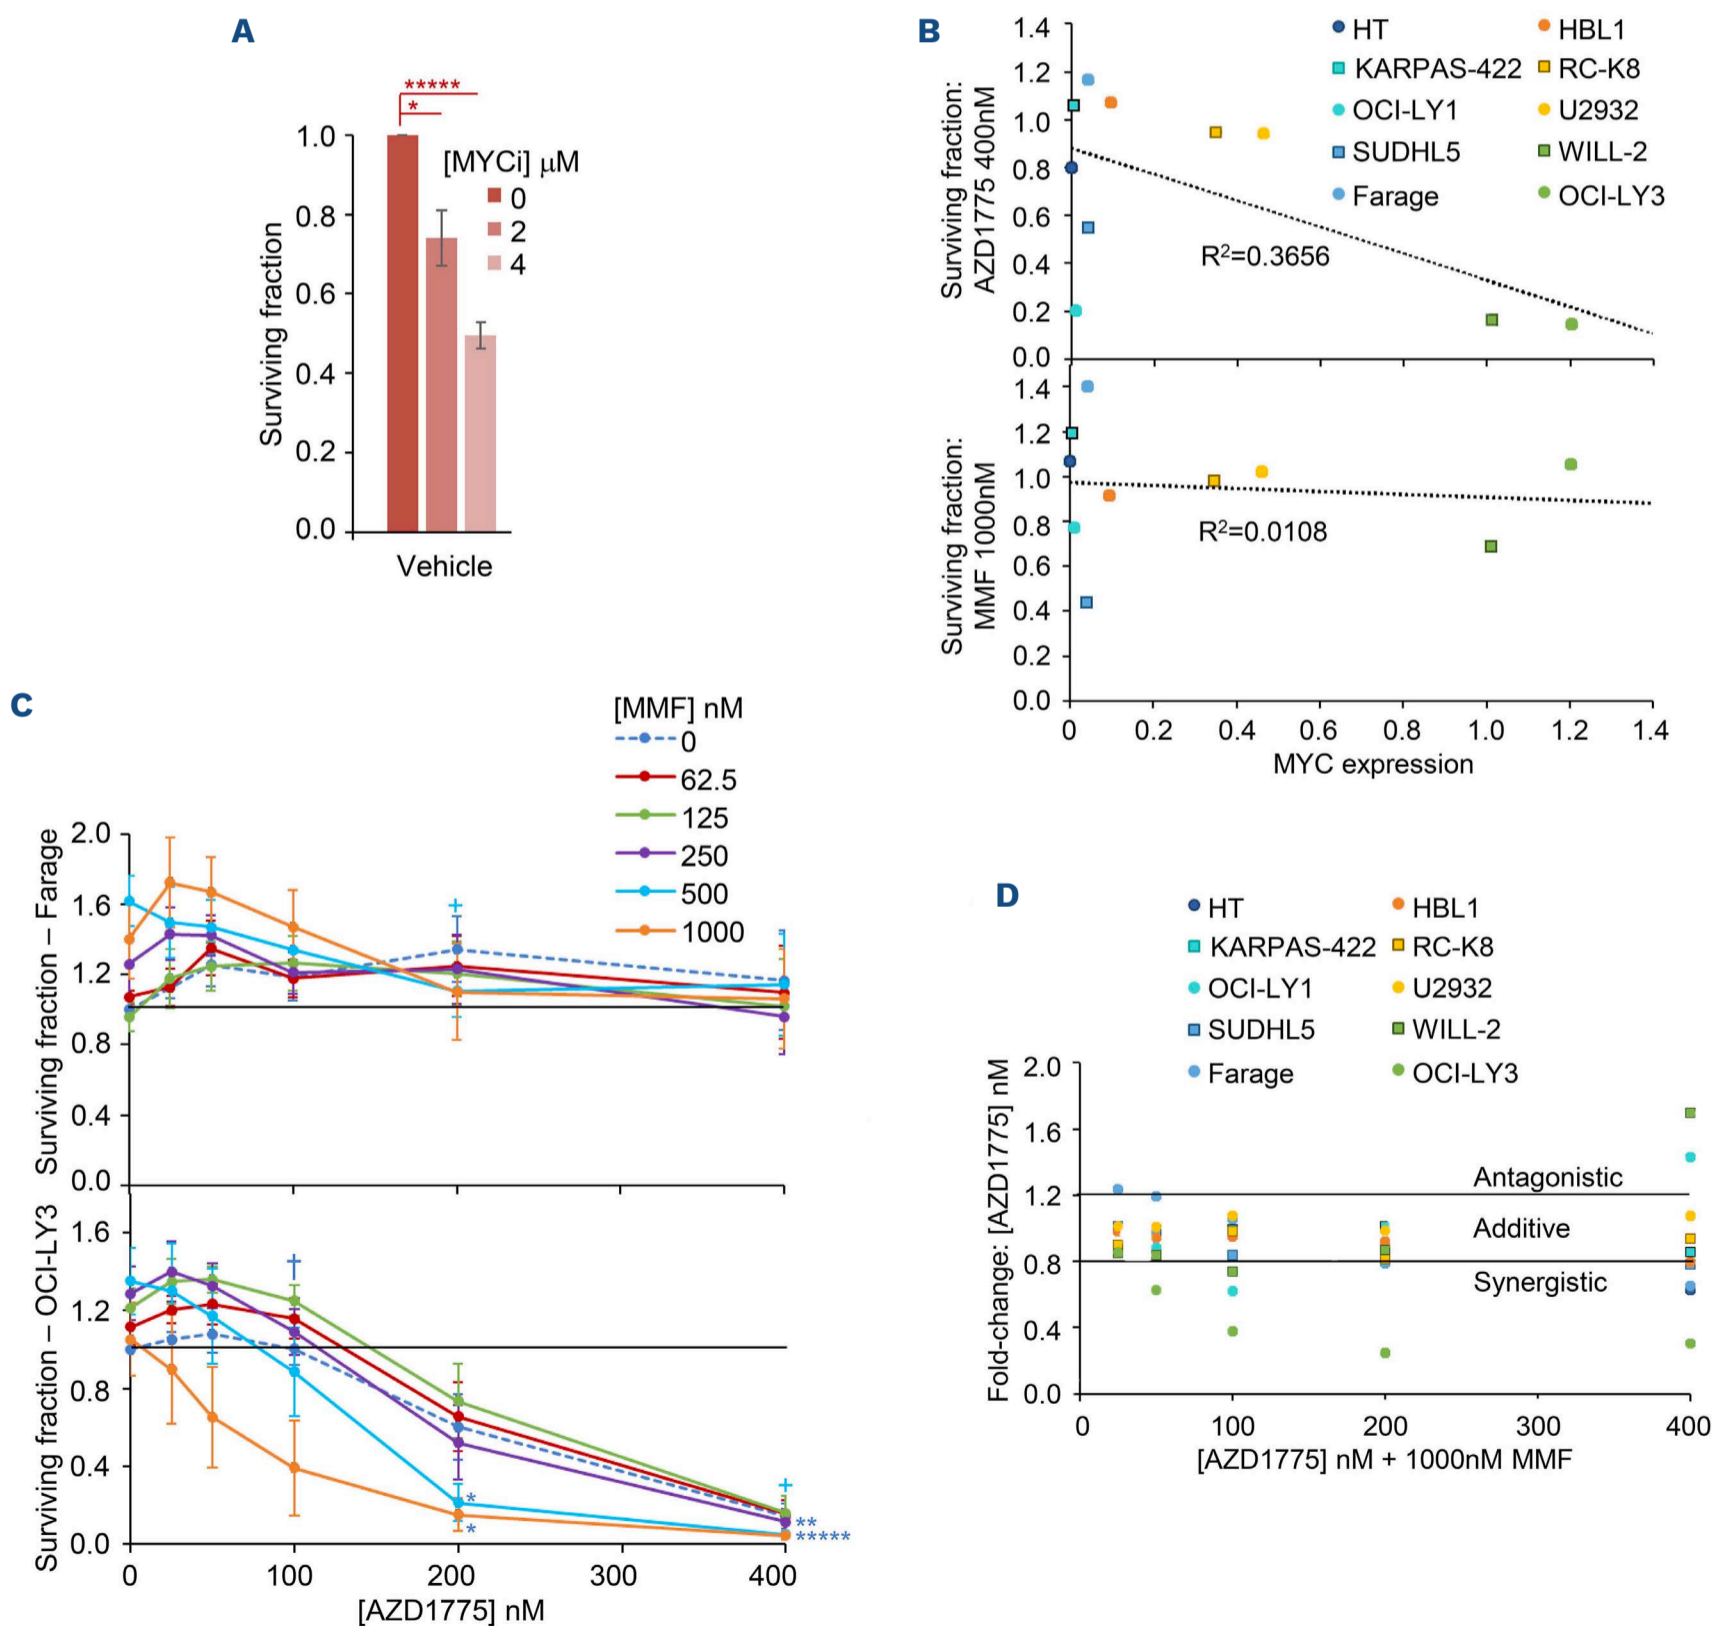 A
*****
*
1.0
0.8
0.6
0.4
0.2
0.0
Surviving fraction
[MYCi] µM
0
2
4
Vehicle
B
1.4
1.2
1.0
0.8
0.6
0.4
0.2
0.0
Surviving fraction:
AZD1775 400nM
HT
HBL1
KARPAS-422
RC-K8
OCI-LY1
U2932
SUDHL5
WILL-2
Farage
OCI-LY3
R²=0.3656
1.4
1.2
1.0
0.8
0.6
0.4
0.2
0.0
Surviving fraction:
MMF 1000nM
R²=0.0108
0 0.2 0.4 0.6 0.8 1.0 1.2 1.4
MYC expression
C
[MMF] nM
0
62.5
125
250
500
1000
2.0
1.6
1.2
0.8
0.4
0.0
Surviving fraction – Farage
+
1.6
1.2
0.8
0.4
0.0
Surviving fraction – OCI-LY3
†
*
*
+
**
*****
0 100 200 300 400
[AZD1775] nM
D
HT
HBL1
KARPAS-422
RC-K8
OCI-LY1
U2932
SUDHL5
WILL-2
Farage
OCI-LY3
2.0
1.6
1.2
0.8
0.4
0.0
Fold-change: [AZD1775] nM
Antagonistic
Additive
Synergistic
0 100 200 300 400
[AZD1775] nM + 1000nM MMF